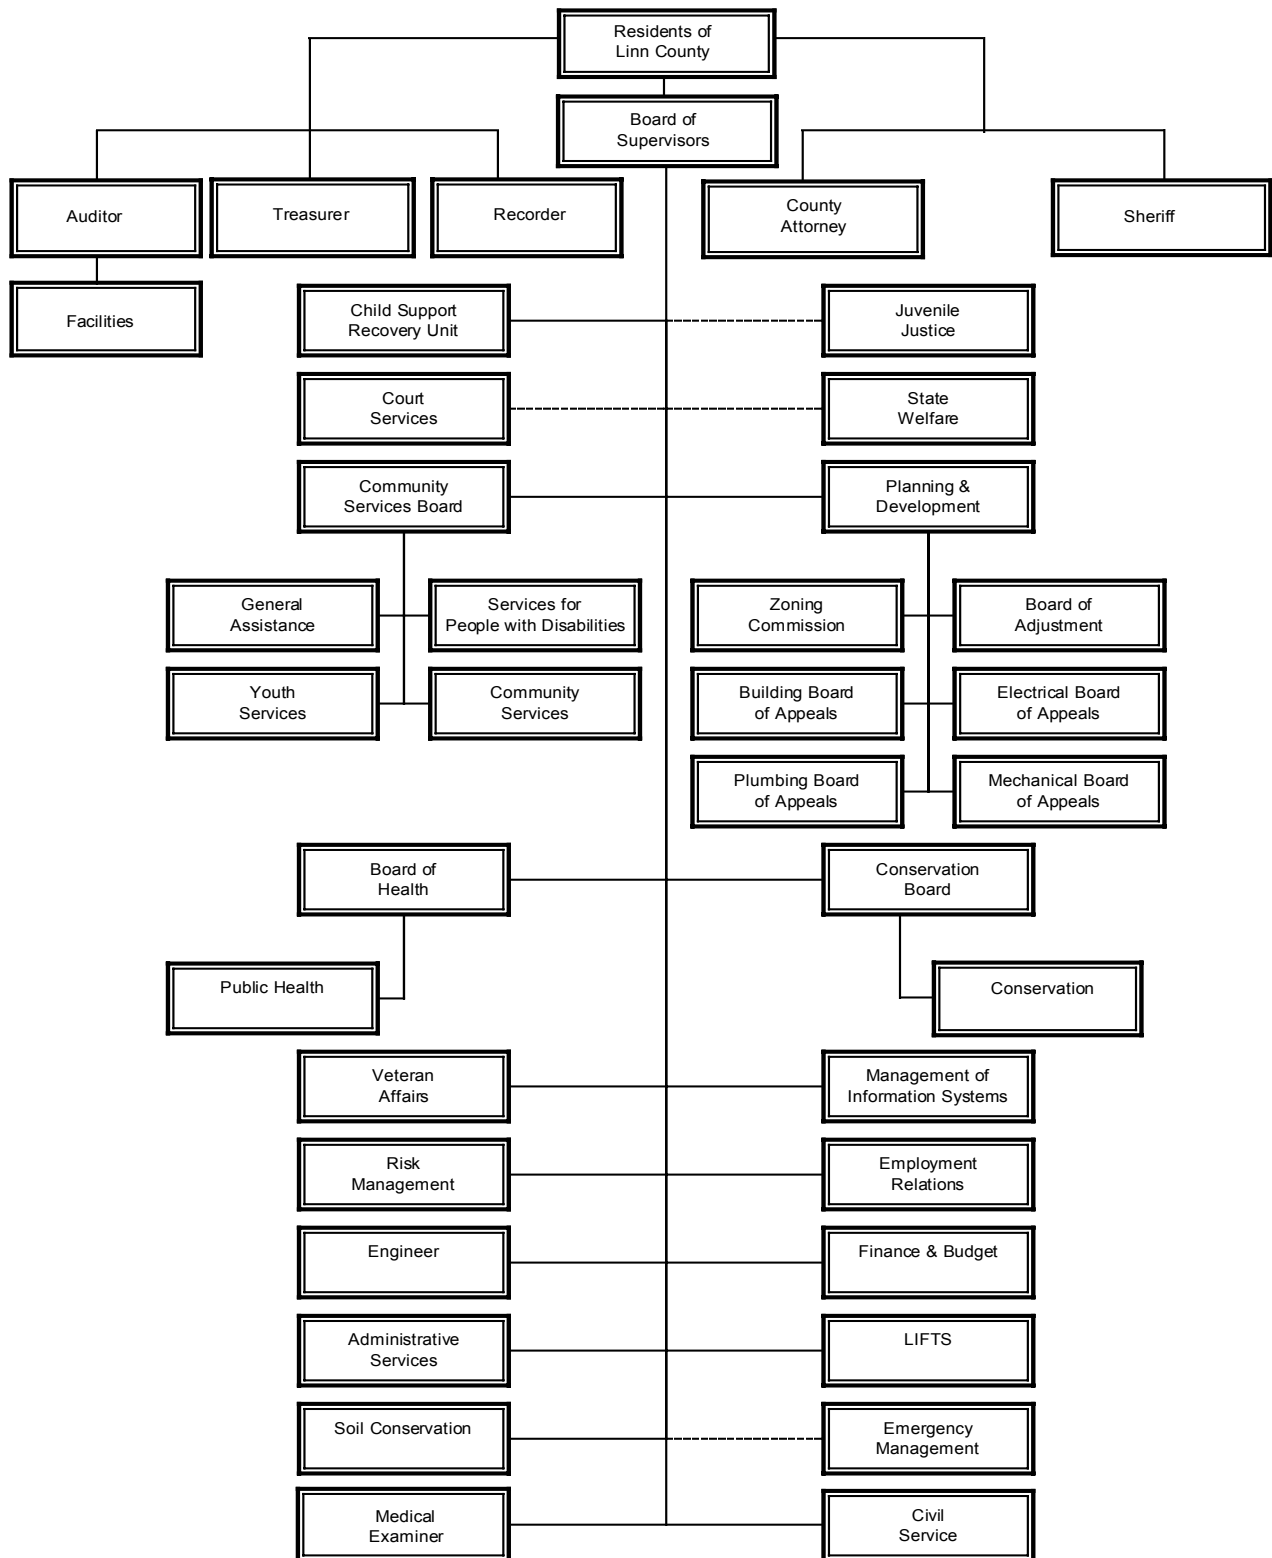 Residents of
Linn County
Board of
Supervisors
Auditor
Treasurer
Recorder
County
Attorney
Sheriff
Facilities
Child Support
Recovery Unit
Juvenile
Justice
Court
Services
State
Welfare
Community
Services Board
Planning &
Development
General
Assistance
Services for
People with Disabilities
Zoning
Commission
Board of
Adjustment
Youth
Services
Community
Services
Building Board
of Appeals
Electrical Board
of Appeals
Plumbing Board
of Appeals
Mechanical Board
of Appeals
Board of
Health
Conservation
Board
Public Health
Conservation
Veteran
Affairs
Management of
Information Systems
Risk
Management
Employment
Relations
Engineer
Finance & Budget
Administrative
Services
LIFTS
Soil Conservation
Emergency
Management
Medical
Examiner
Civil
Service